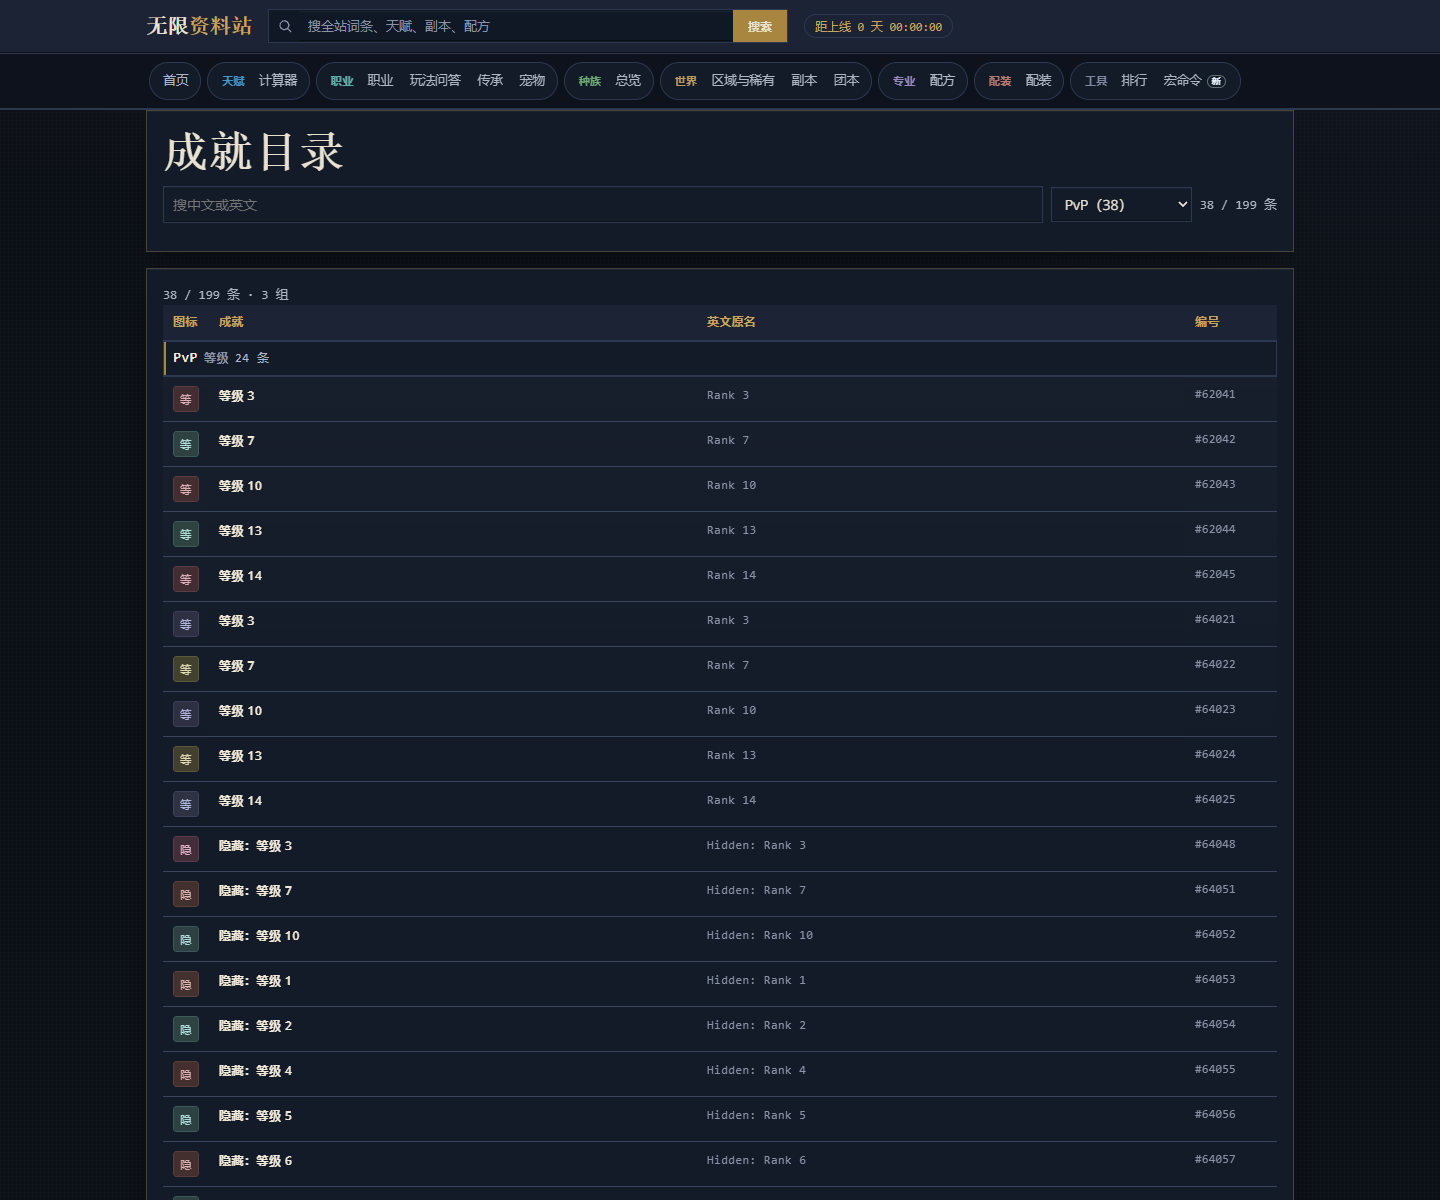 无限资料站
搜全站词条、天赋、副本、配方
搜索
距上线 0 天 00:00:00
首页 天赋 计算器 职业 职业 玩法问答 传承 宠物 种族 总览 世界 区域与稀有 副本 团本 专业 配方 配装 配装 工具 排行 宏命令 新
成就目录
搜中文或英文
PvP (38)
38 / 199 条
38 / 199 条 · 3 组
图标 成就 英文原名 编号
PvP 等级 24 条
等 等级 3 Rank 3 #62041
等 等级 7 Rank 7 #62042
等 等级 10 Rank 10 #62043
等 等级 13 Rank 13 #62044
等 等级 14 Rank 14 #62045
等 等级 3 Rank 3 #64021
等 等级 7 Rank 7 #64022
等 等级 10 Rank 10 #64023
等 等级 13 Rank 13 #64024
等 等级 14 Rank 14 #64025
隐 隐藏：等级 3 Hidden: Rank 3 #64048
隐 隐藏：等级 7 Hidden: Rank 7 #64051
隐 隐藏：等级 10 Hidden: Rank 10 #64052
隐 隐藏：等级 1 Hidden: Rank 1 #64053
隐 隐藏：等级 2 Hidden: Rank 2 #64054
隐 隐藏：等级 4 Hidden: Rank 4 #64055
隐 隐藏：等级 5 Hidden: Rank 5 #64056
隐 隐藏：等级 6 Hidden: Rank 6 #64057